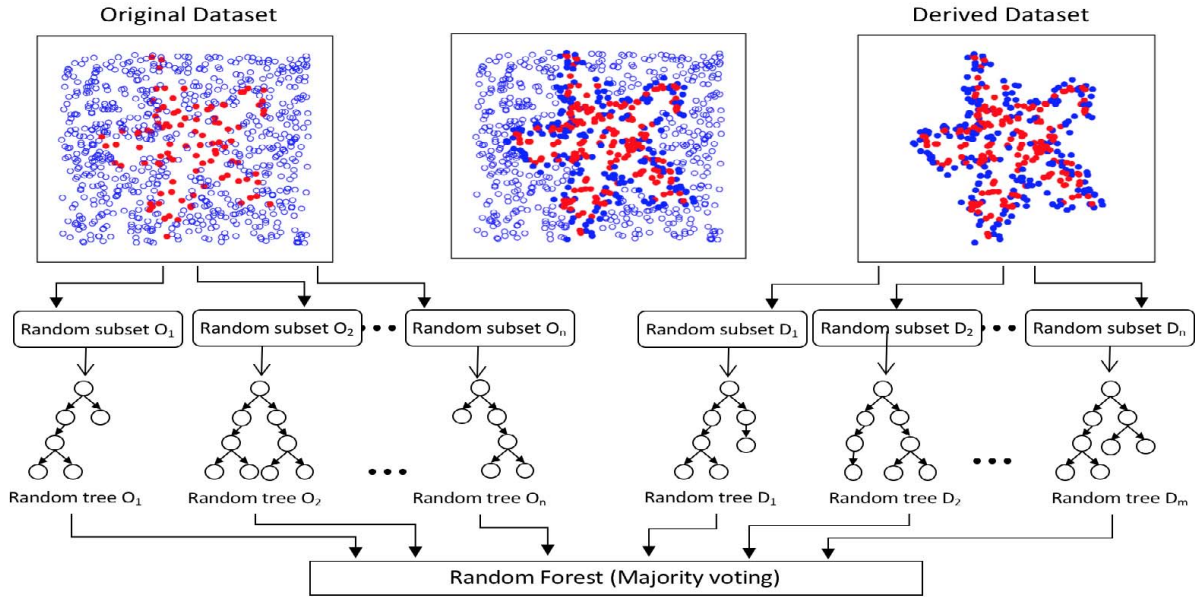 Original Dataset
Derived Dataset
Random subset O₁
Random subset O₂
•••
Random subset Oₙ
Random subset D₁
Random subset D₂
•••
Random subset Dₙ
•••
•••
Random tree O₁
Random tree O₂
Random tree Oₙ
Random tree D₁
Random tree D₂
Random tree Dₘ
Random Forest (Majority voting)